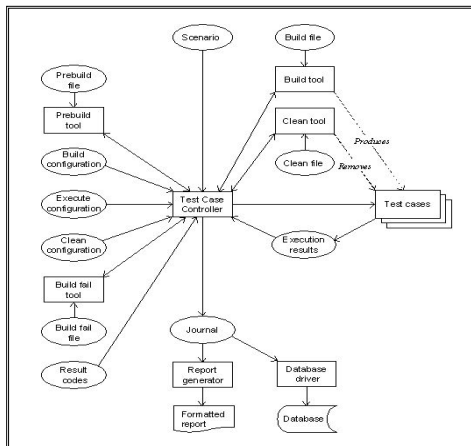 Scenario
Build file
Prebuild
file
Build tool
Prebuild
tool
Clean tool
Produces
Build
configuration
Clean file
Removes
Execute
configuration
Test Case
Controller
Test cases
Clean
configuration
Execution
results
Build fail
tool
Build fail
file
Journal
Result
codes
Report
generator
Database
driver
Formatted
report
Database